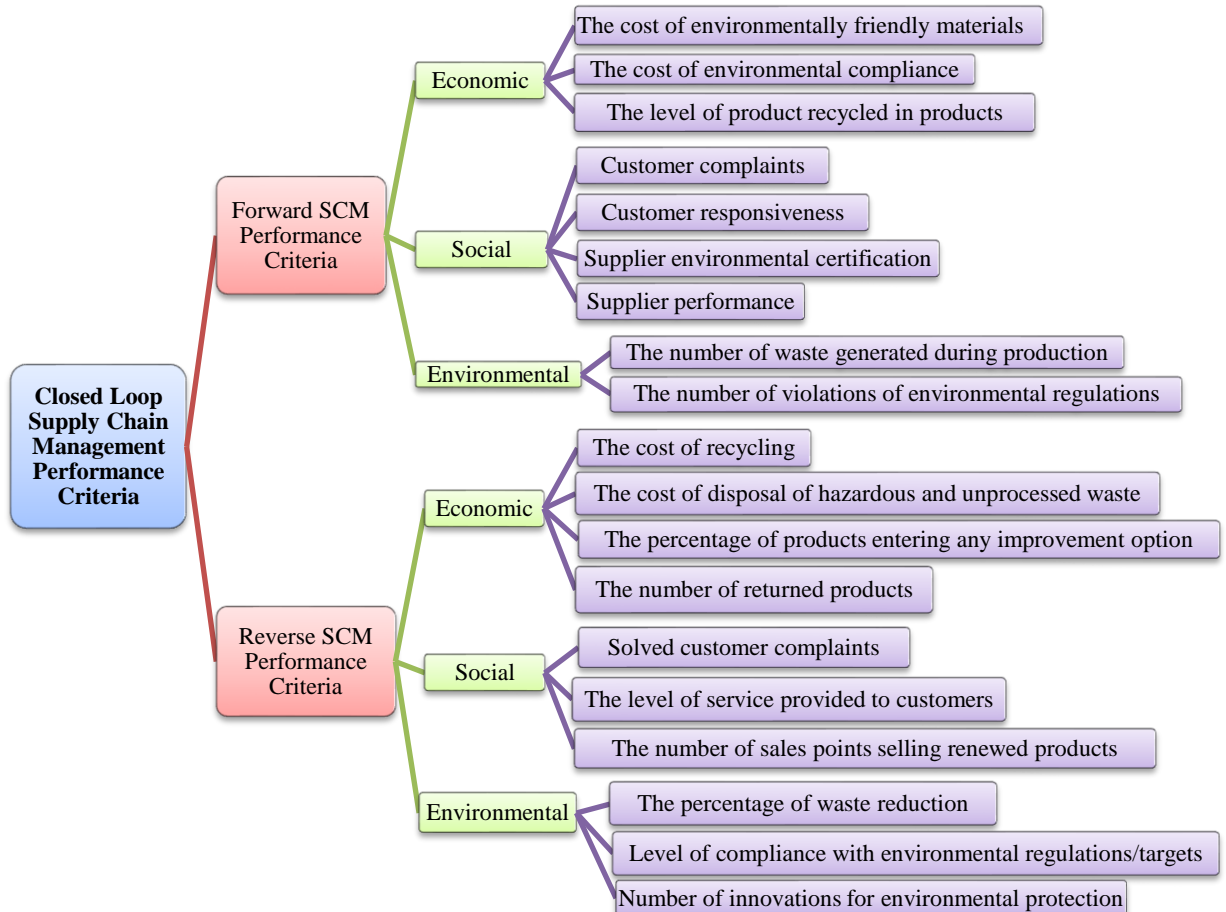 Closed Loop
Supply Chain
Management
Performance
Criteria
Forward SCM
Performance
Criteria
Economic
The cost of environmentally friendly materials
The cost of environmental compliance
The level of product recycled in products
Social
Customer complaints
Customer responsiveness
Supplier environmental certification
Supplier performance
Environmental
The number of waste generated during production
The number of violations of environmental regulations
Reverse SCM
Performance
Criteria
Economic
The cost of recycling
The cost of disposal of hazardous and unprocessed waste
The percentage of products entering any improvement option
The number of returned products
Social
Solved customer complaints
The level of service provided to customers
The number of sales points selling renewed products
Environmental
The percentage of waste reduction
Level of compliance with environmental regulations/targets
Number of innovations for environmental protection